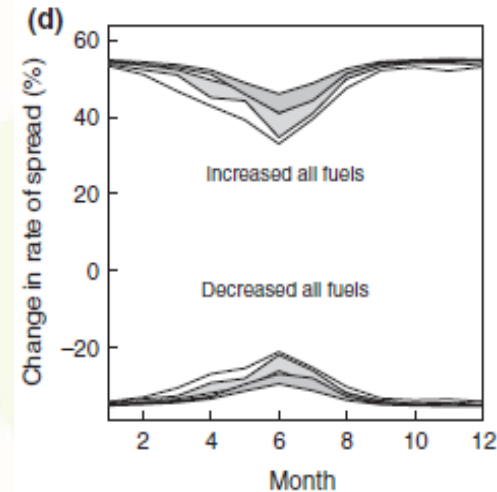 (d)
Change in rate of spread (%)
60
40
20
0
−20
Increased all fuels
Decreased all fuels
2 4 6 8 10 12
Month